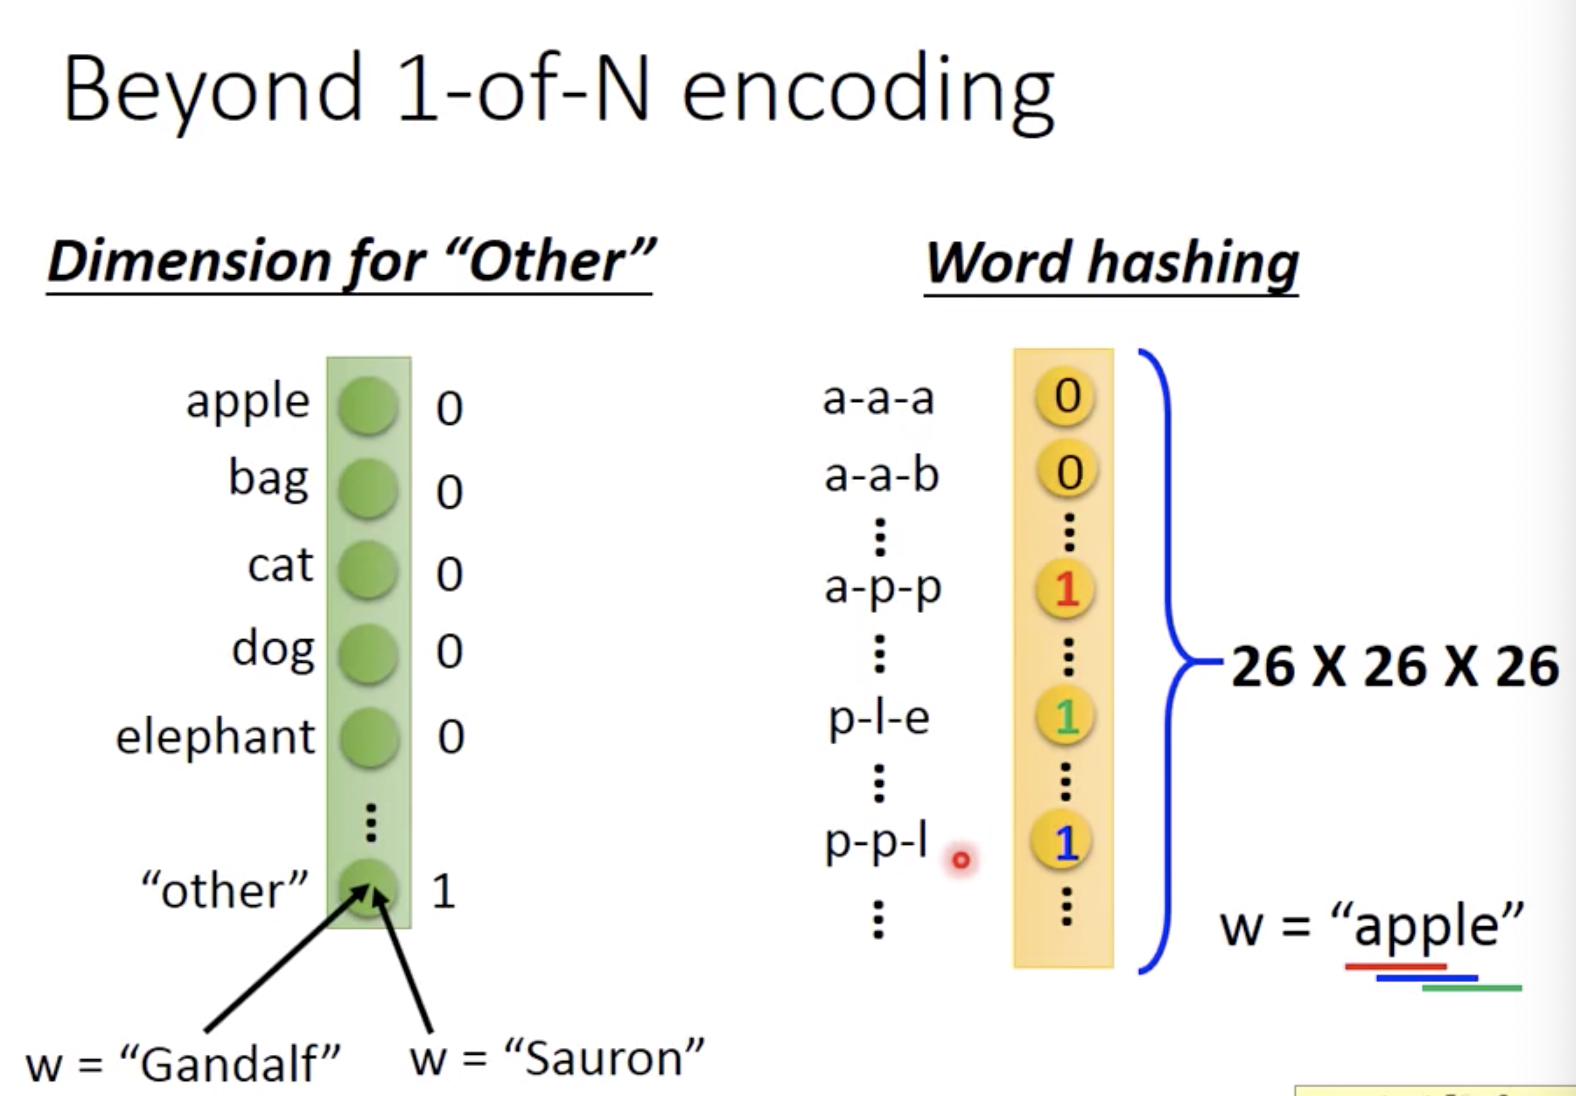 Beyond 1-of-N encoding
Dimension for “Other”
apple 0
bag 0
cat 0
dog 0
elephant 0
“other” 1
w = “Gandalf”
w = “Sauron”
Word hashing
a-a-a 0
a-a-b 0
a-p-p 1
p-l-e 1
p-p-l 1
26 X 26 X 26
w = “apple”